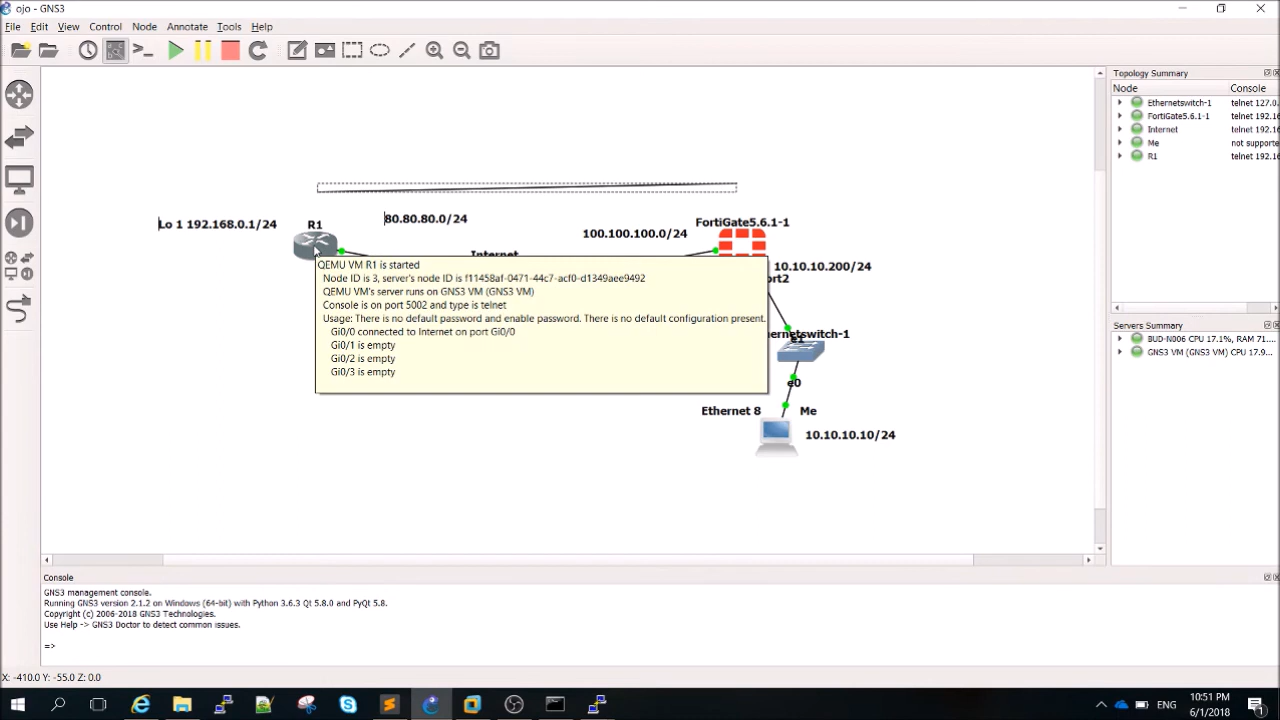 ojo - GNS3
File Edit View Control Node Annotate Tools Help
Topology Summary
Node Console
Ethernetswitch-1 telnet 127.0
FortiGate5.6.1-1 telnet 192.16
Internet telnet 192.16
Me not supporte
R1 telnet 192.16
Lo 1 192.168.0.1/24
R1
80.80.80.0/24
100.100.100.0/24
FortiGate5.6.1-1
Internet
10.10.10.200/24
ort2
QEMU VM R1 is started
Node ID is 3, server's node ID is f11458af-0471-44c7-acf0-d1349aee9492
QEMU VM's server runs on GNS3 VM (GNS3 VM)
Console is on port 5002 and type is telnet
Usage: There is no default password and enable password. There is no default configuration present.
Gi0/0 connected to Internet on port Gi0/0
Gi0/1 is empty
Gi0/2 is empty
Gi0/3 is empty
ernetswitch-1
e0
Ethernet 8
Me
10.10.10.10/24
Servers Summary
BUD-N006 CPU 17.1%, RAM 71....
GNS3 VM (GNS3 VM) CPU 17.9...
Console
GNS3 management console.
Running GNS3 version 2.1.2 on Windows (64-bit) with Python 3.6.3 Qt 5.8.0 and PyQt 5.8.
Copyright (c) 2006-2018 GNS3 Technologies.
Use Help -> GNS3 Doctor to detect common issues.
=>
X: -410.0 Y: -55.0 Z: 0.0
ENG
10:51 PM
6/1/2018